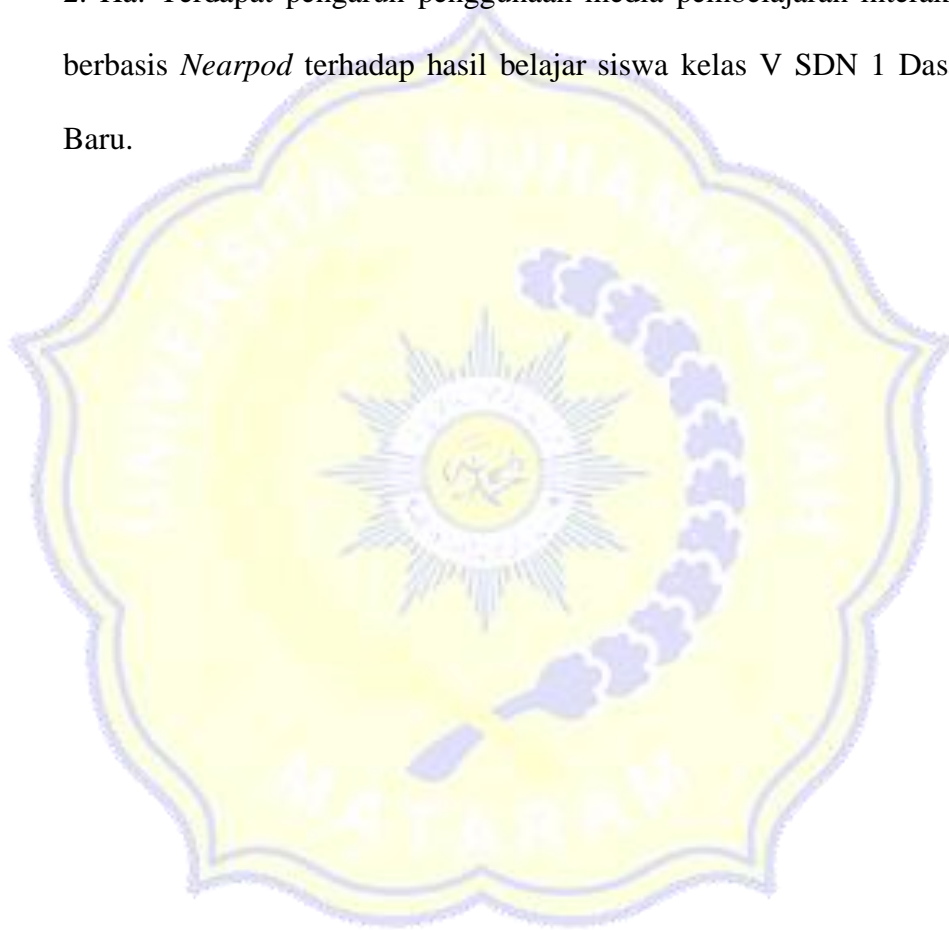 2. Ha: Terdapat pengaruh penggunaan media pembelajaran
berbasis Nearpod terhadap hasil belajar siswa kelas V SDN 1 Das
Baru.
UNIVERSITAS MUHAMMADIYAH
MATARAM